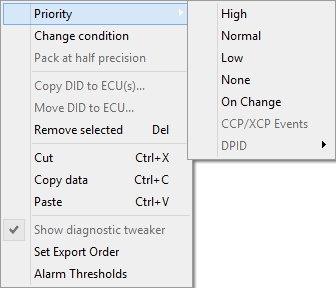 Priority
Change condition
Pack at half precision
Copy DID to ECU(s)...
Move DID to ECU...
Remove selected Del
Cut Ctrl+X
Copy data Ctrl+C
Paste Ctrl+V
Show diagnostic tweaker
Set Export Order
Alarm Thresholds
High
Normal
Low
None
On Change
CCP/XCP Events
DPID